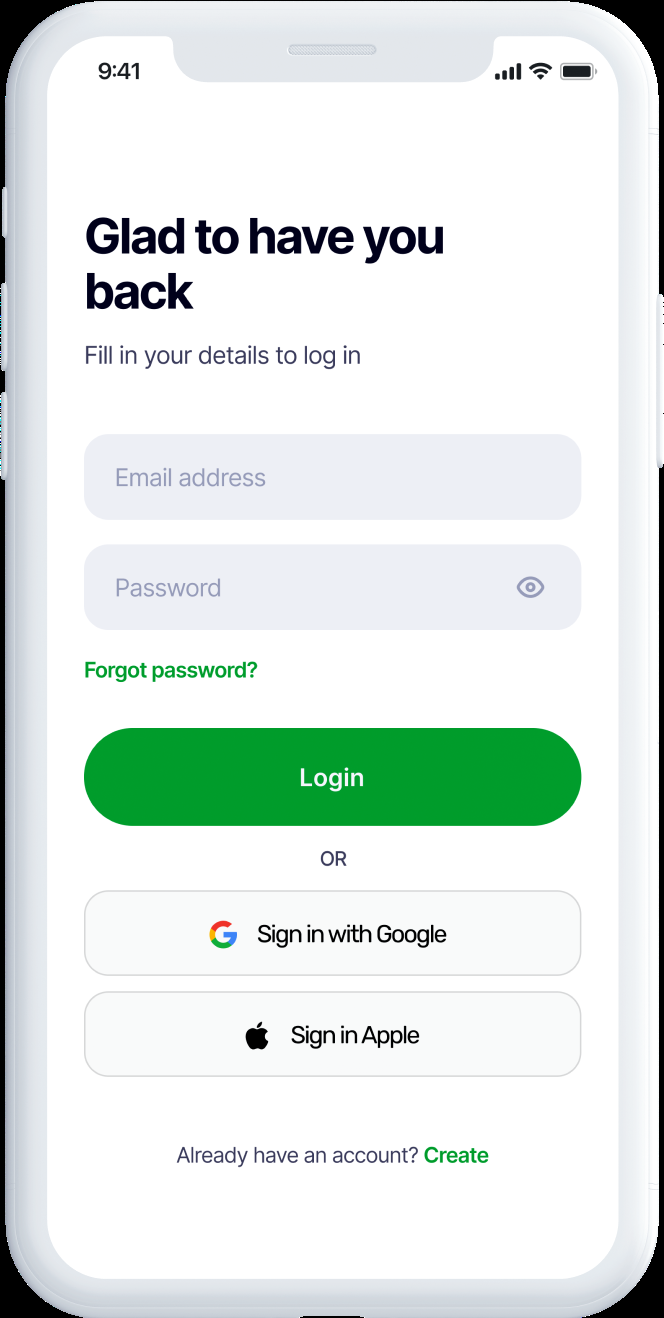 9:41
Glad to have you
back
Fill in your details to log in
Email address
Password
Forgot password?
Login
OR
Sign in with Google
Sign in Apple
Already have an account? Create